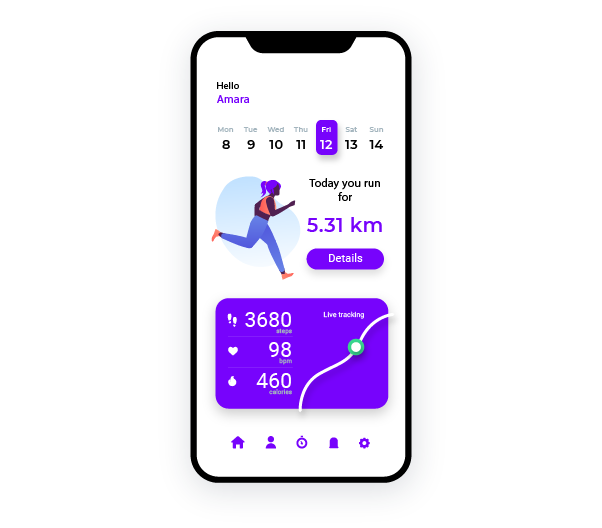 Hello
Amara
Mon Tue Wed Thu Fri Sat Sun
8 9 10 11 12 13 14
Today you run
for
5.31 km
Details
Live tracking
3680
steps
98
bpm
460
calories